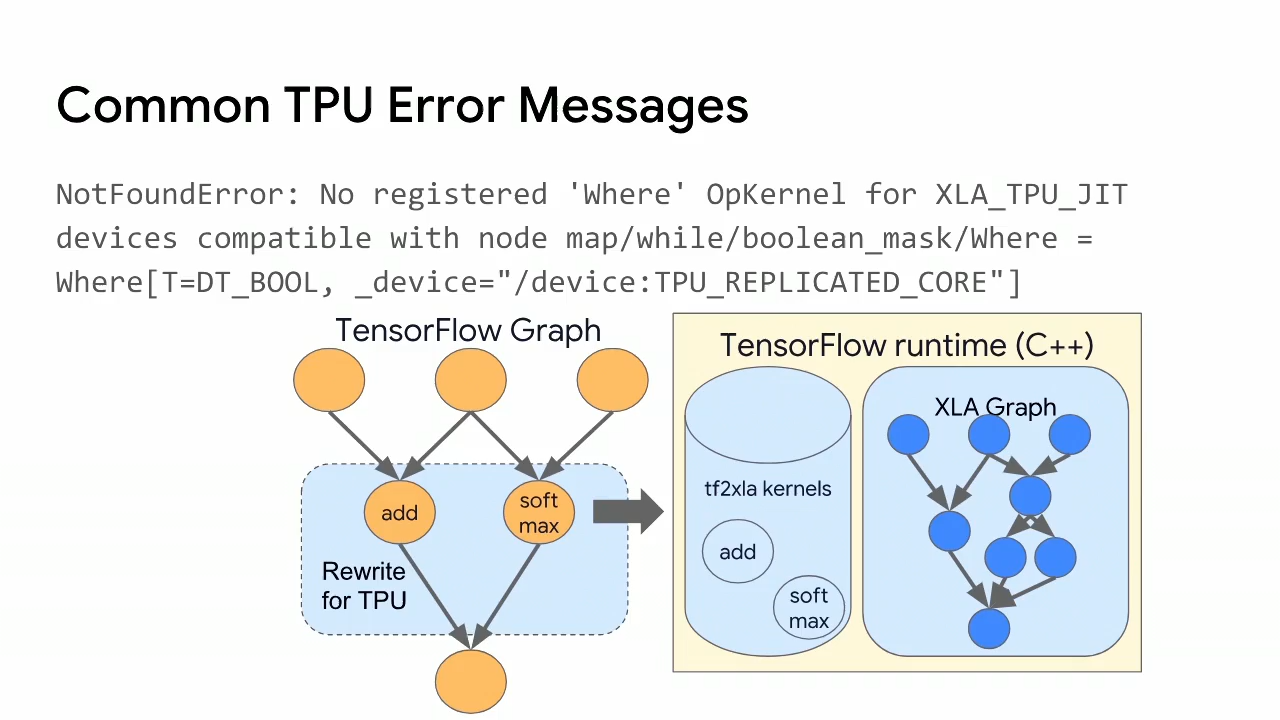 Common TPU Error Messages
NotFoundError: No registered 'Where' OpKernel for XLA_TPU_JIT
devices compatible with node map/while/boolean_mask/Where =
Where[T=DT_BOOL, _device="/device:TPU_REPLICATED_CORE"]
TensorFlow Graph
add
soft
max
Rewrite
for TPU
TensorFlow runtime (C++)
tf2xla kernels
add
soft
max
XLA Graph